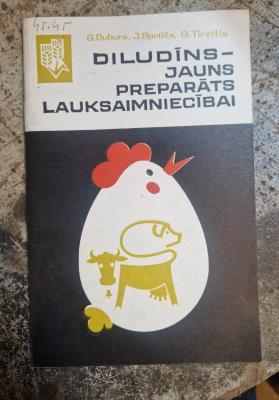 45.45
G. Duburs, J. Sprūžs, G. Tirzītis
DILUDĪNS-
JAUNS
PREPARĀTS
LAUKSAIMNIECĪBAI